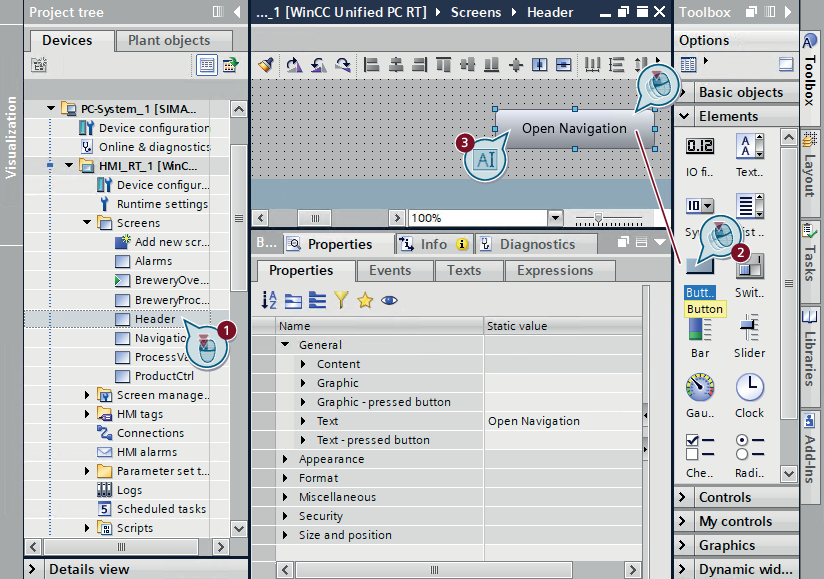 Project tree
Devices
Plant objects
Visualization
PC-System_1 [SIMA...
Device configuration
Online & diagnostics
HMI_RT_1 [WinC...
Device configur...
Runtime settings
Screens
Add new scr...
Alarms
BreweryOve...
BreweryProc...
Header
1
Navigatio
ProcessVa
ProductCtrl
Screen manage...
HMI tags
Connections
HMI alarms
Parameter set t...
Logs
Scheduled tasks
Scripts
Details view
..._1 [WinCC Unified PC RT]
Screens
Header
Open Navigation
3
AI
100%
B...
Properties
Info
Diagnostics
Properties
Events
Texts
Expressions
Name
Static value
General
Content
Graphic
Graphic - pressed button
Text
Open Navigation
Text - pressed button
Appearance
Format
Miscellaneous
Security
Size and position
Toolbox
Options
Basic objects
Elements
0.12
A
A
IO fi..
Text..
10
Sy
ist ..
2
Butt..
Swit..
Button
Bar
Slider
Gau..
Clock
Che..
Radi..
Controls
My controls
Graphics
Dynamic wid...
Toolbox
Layout
Tasks
Libraries
Add-Ins